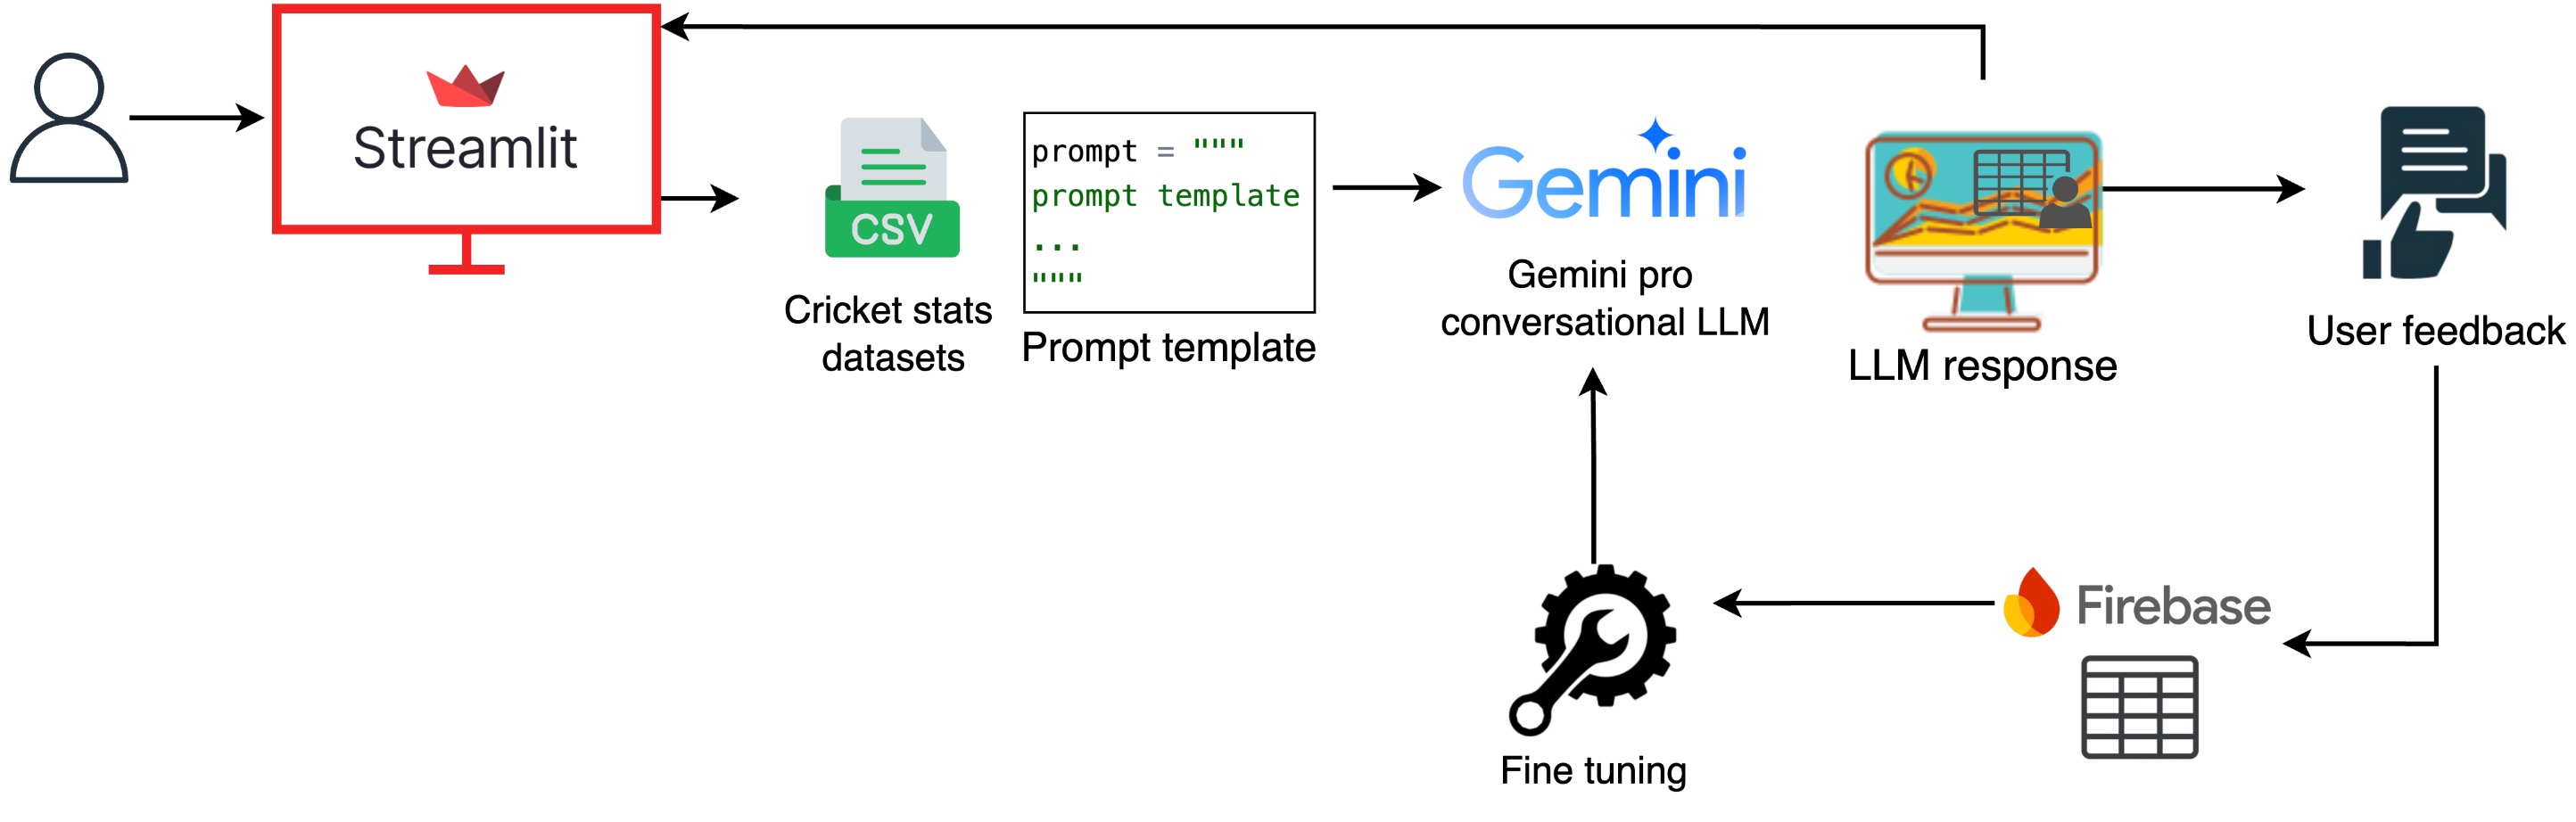 Streamlit
CSV
Cricket stats
datasets
prompt = """
prompt template
...
"""
Prompt template
Gemini
Gemini pro
conversational LLM
LLM response
User feedback
Firebase
Fine tuning